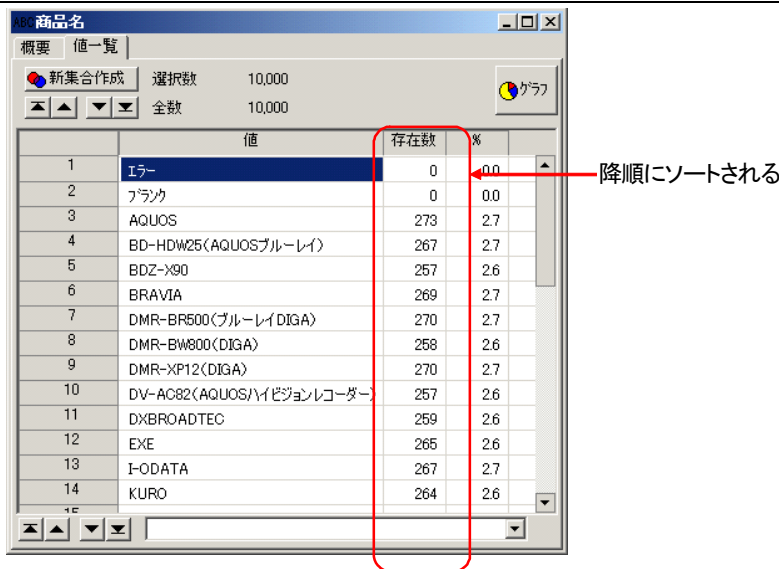 ABC商品名
概要 値一覧
新集合作成 選択数 10,000
全数 10,000
グラフ
値 存在数 %
1 エラー 0 0.0
2 ブランク 0 0.0
3 AQUOS 273 2.7
4 BD-HDW25(AQUOSブルーレイ) 267 2.7
5 BDZ-X90 257 2.6
6 BRAVIA 269 2.7
7 DMR-BR500(ブルーレイDIGA) 270 2.7
8 DMR-BW800(DIGA) 258 2.6
9 DMR-XP12(DIGA) 270 2.7
10 DV-AC82(AQUOSハイビジョンレコーダー) 257 2.6
11 DXBROADTEC 259 2.6
12 EXE 265 2.6
13 I-ODATA 267 2.7
14 KURO 264 2.6
15
降順にソートされる